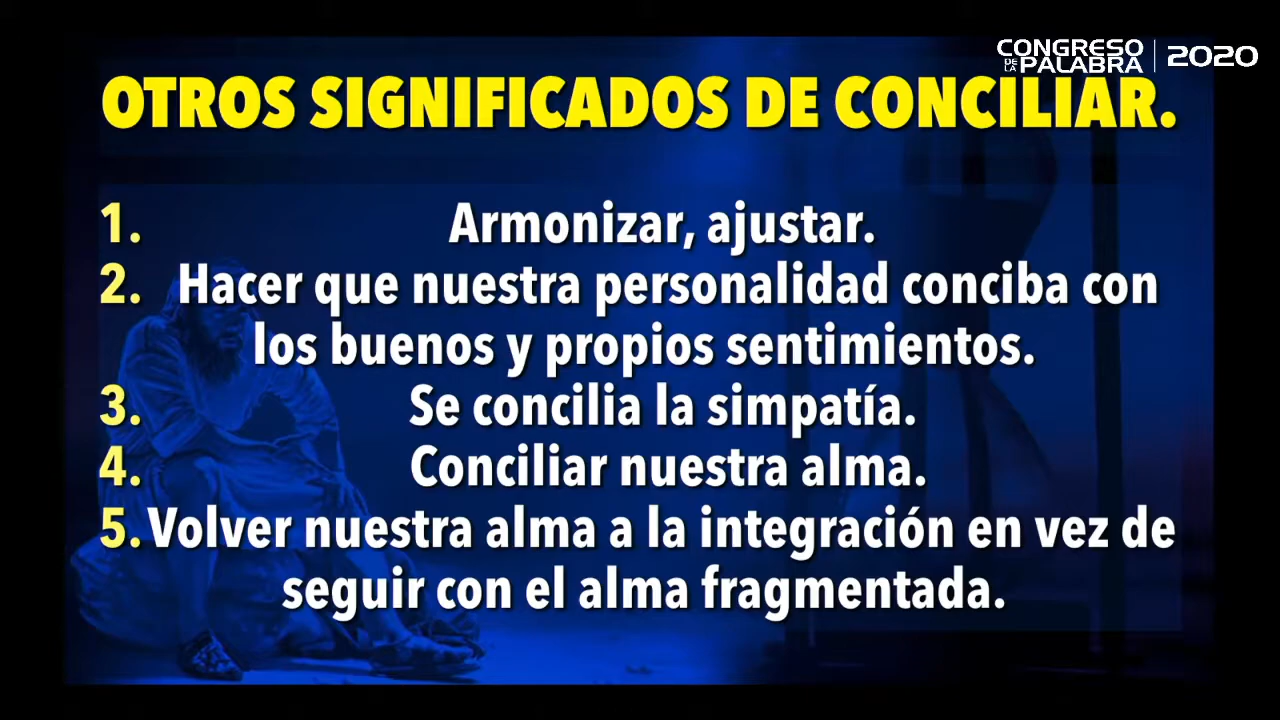 CONGRESO DE LA PALABRA | 2020
OTROS SIGNIFICADOS DE CONCILIAR.
1. Armonizar, ajustar.
2. Hacer que nuestra personalidad conciba con
los buenos y propios sentimientos.
3. Se concilia la simpatía.
4. Conciliar nuestra alma.
5. Volver nuestra alma a la integración en vez de
seguir con el alma fragmentada.